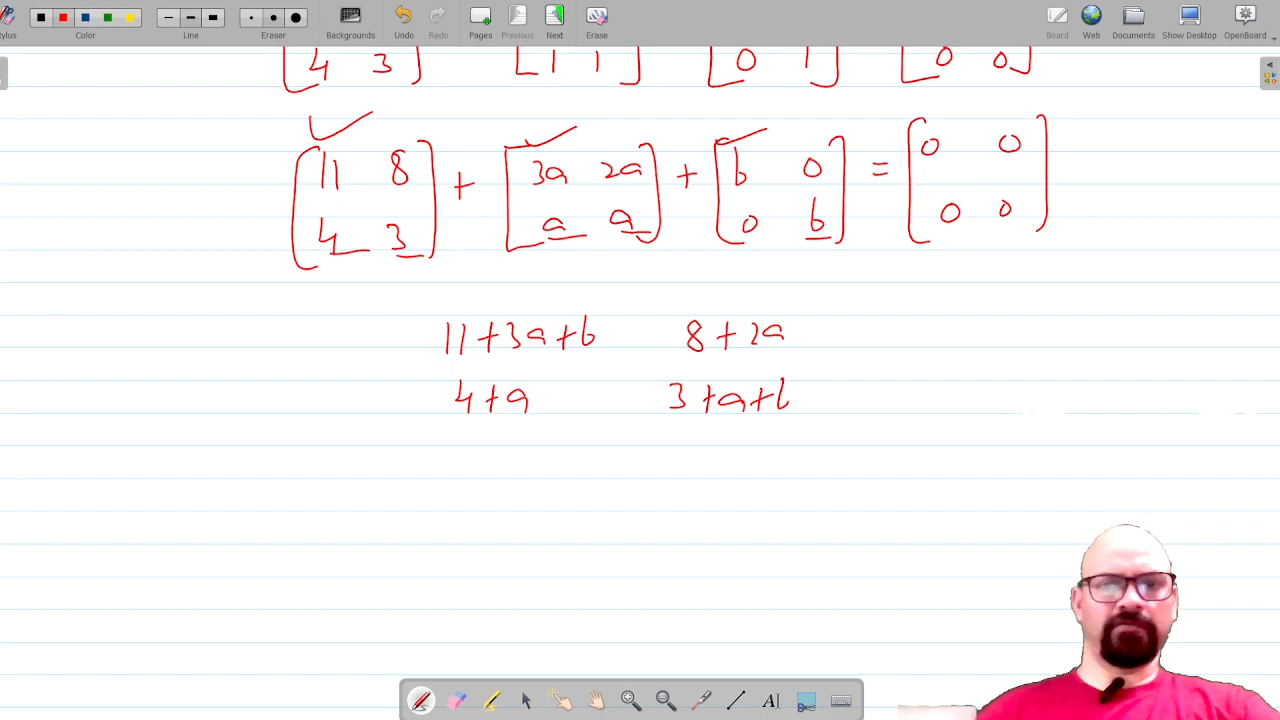 Stylus Color Line Eraser Backgrounds Undo Redo Pages Previous Next Erase Board Web Documents Show Desktop OpenBoard
4 3 1 1 0 1 0 0
11 8 + 3a 2a + b 0 = 0 0
4 3 a a 0 b 0 0
11+3a+b 8+2a
4+a 3+a+b